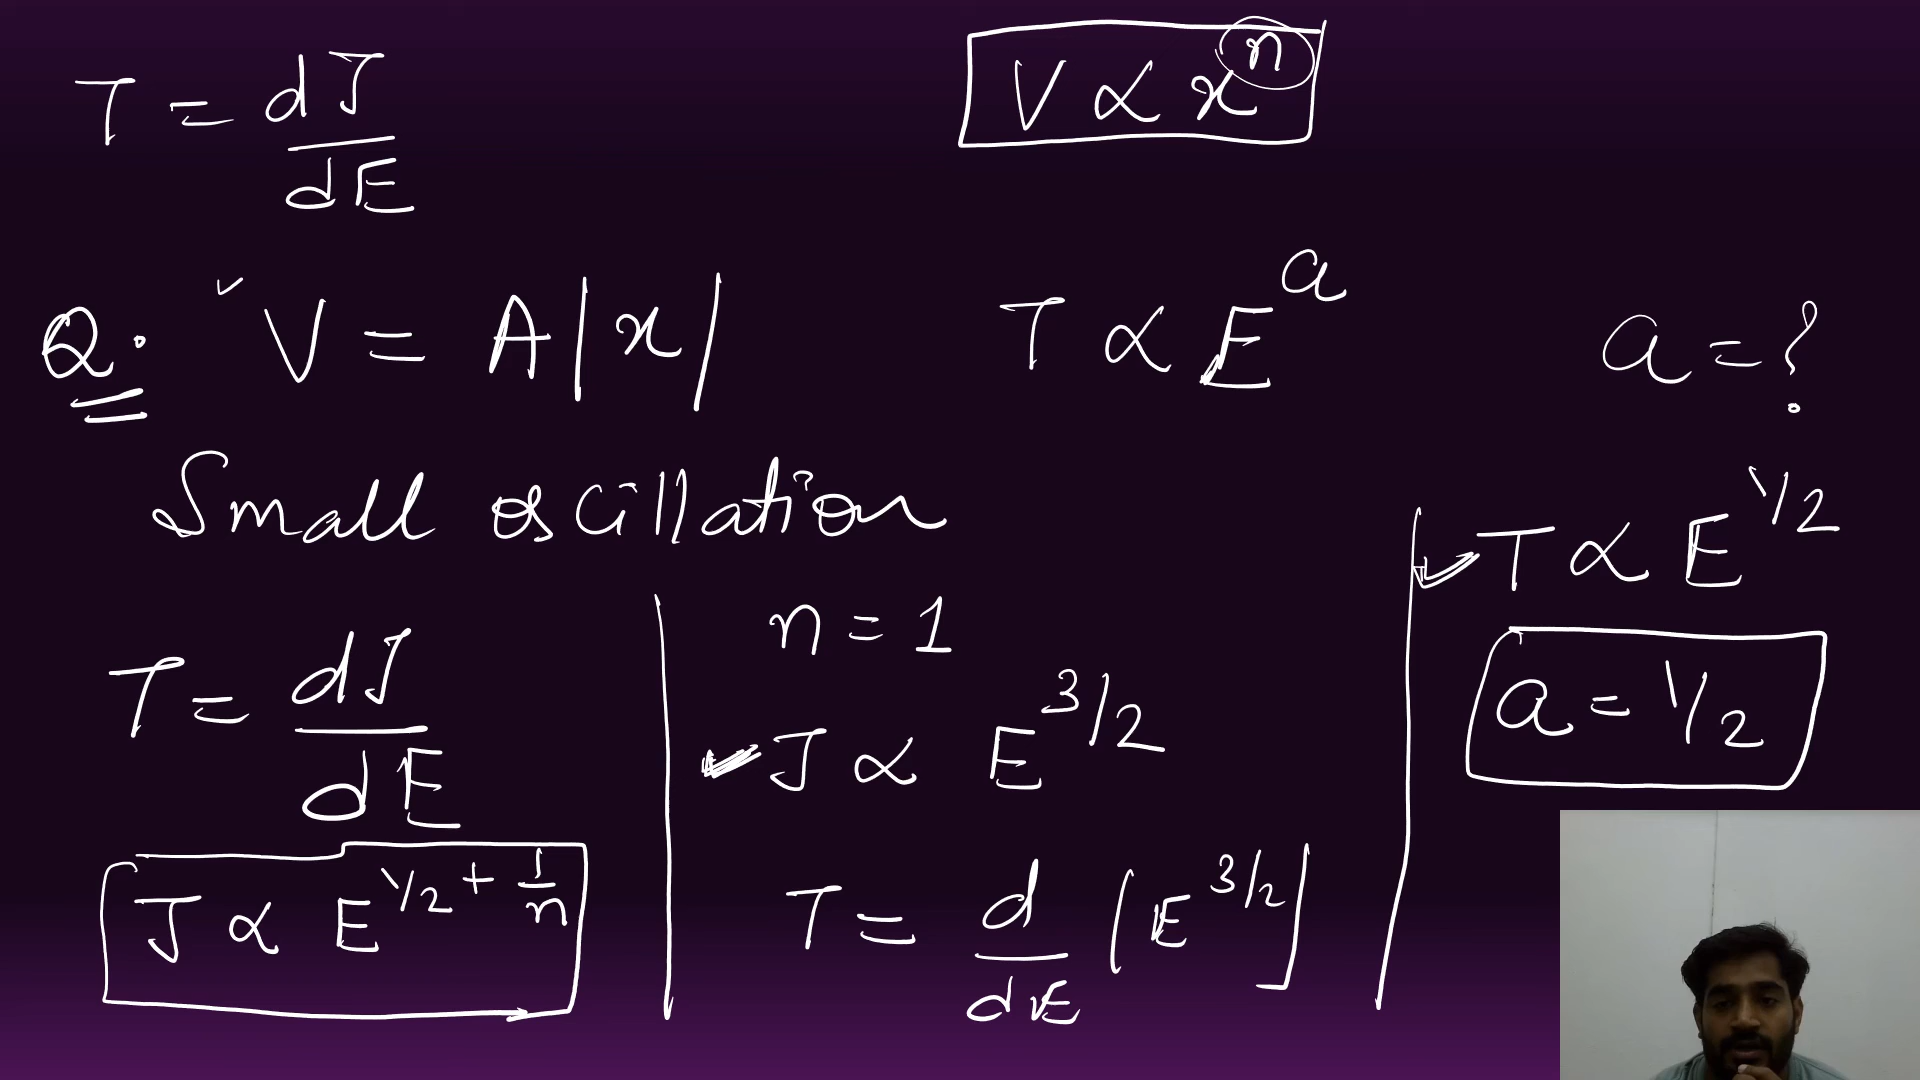 T = dJ/dE
V ∝ x^n
Q. V = A|x| T ∝ E^a a = ?
Small oscillation
T = dJ/dE
J ∝ E^(1/2 + 1/n)
n = 1
J ∝ E^(3/2)
T = d/dE [E^(3/2)]
T ∝ E^(1/2)
a = 1/2